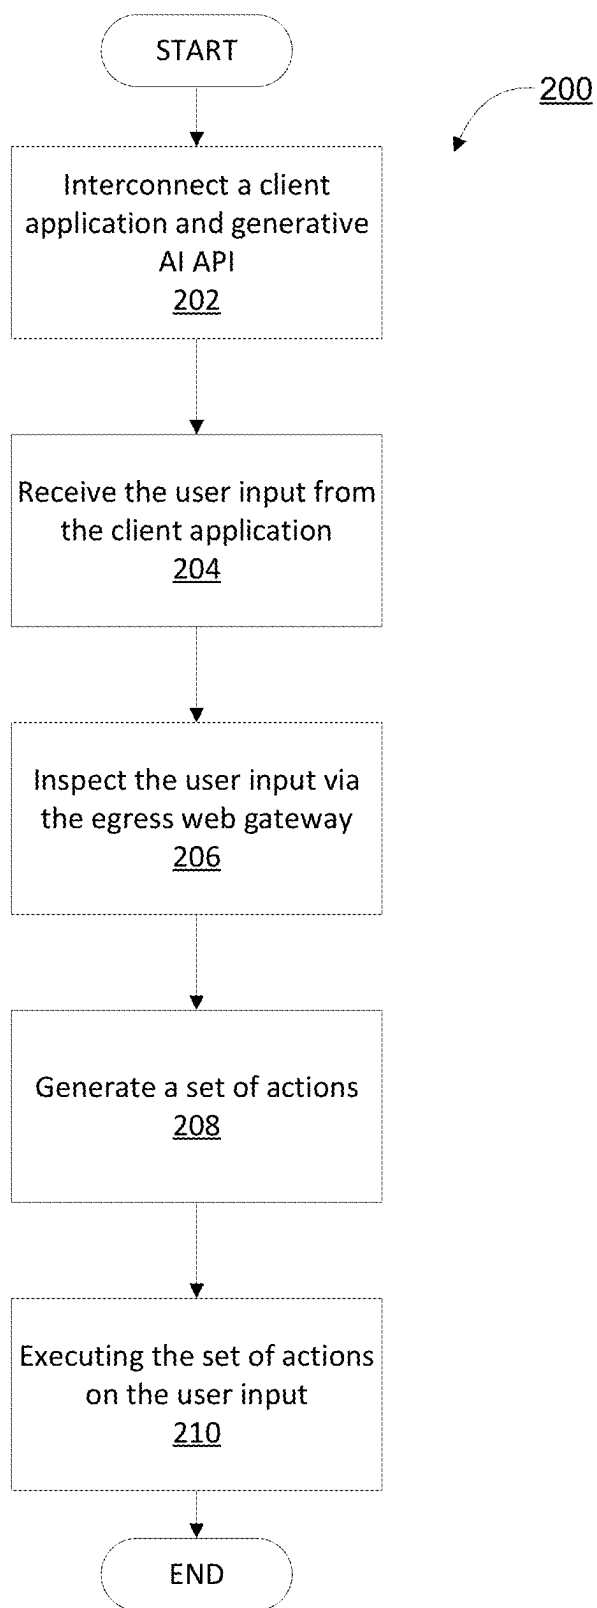 START
200
Interconnect a client
application and generative
AI API
202
Receive the user input from
the client application
204
Inspect the user input via
the egress web gateway
206
Generate a set of actions
208
Executing the set of actions
on the user input
210
END